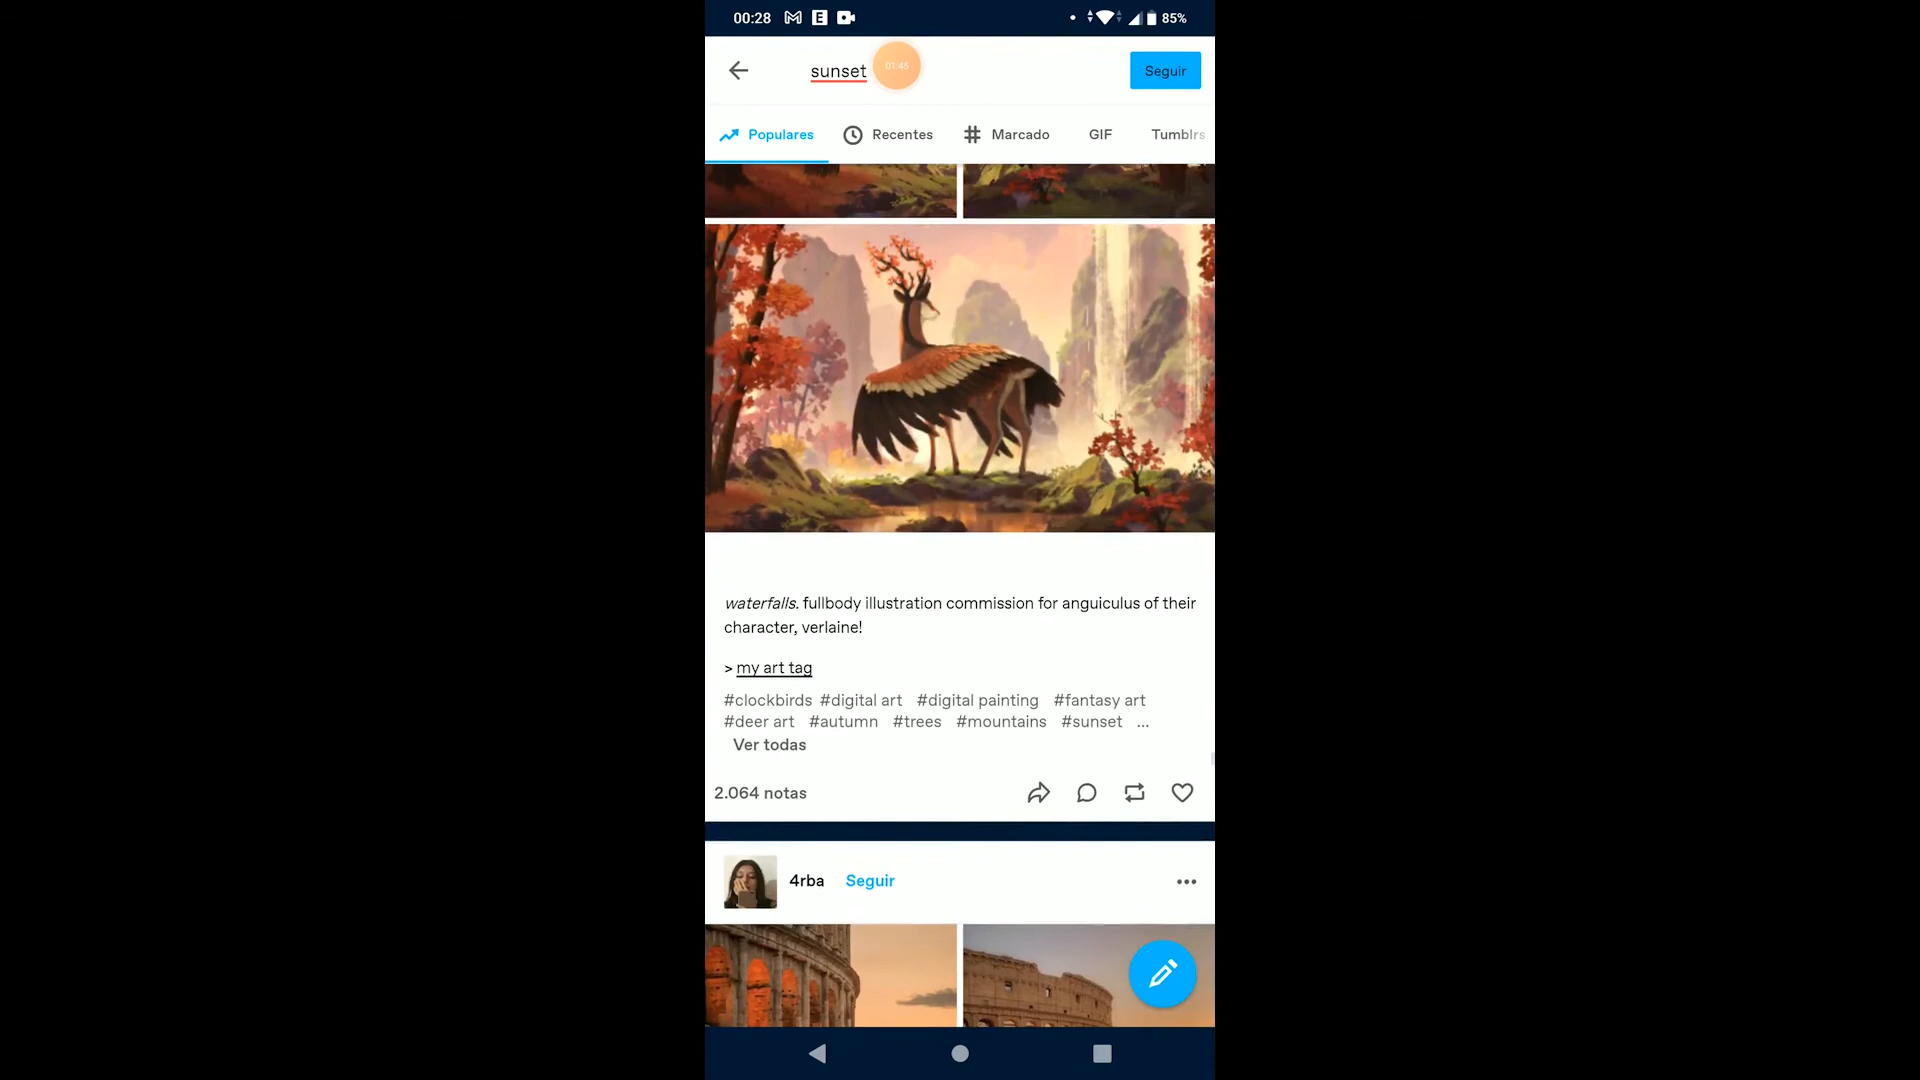 00:28 E 85%
sunset 01:45 Seguir
Populares Recentes Marcado GIF Tumblrs
waterfalls. fullbody illustration commission for anguiculus of their
character, verlaine!
> my art tag
#clockbirds #digital art #digital painting #fantasy art
#deer art #autumn #trees #mountains #sunset ...
Ver todas
2.064 notas
4rba Seguir